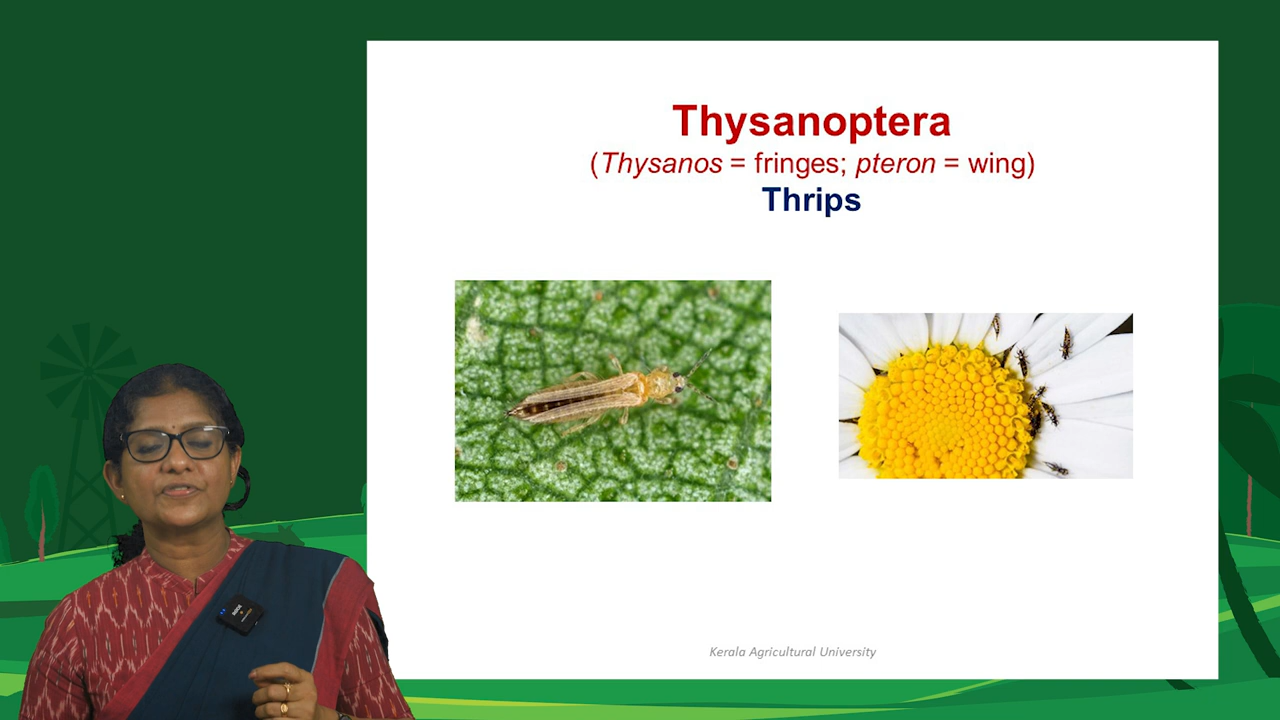 Thysanoptera
(Thysanos = fringes; pteron = wing)
Thrips
Kerala Agricultural University